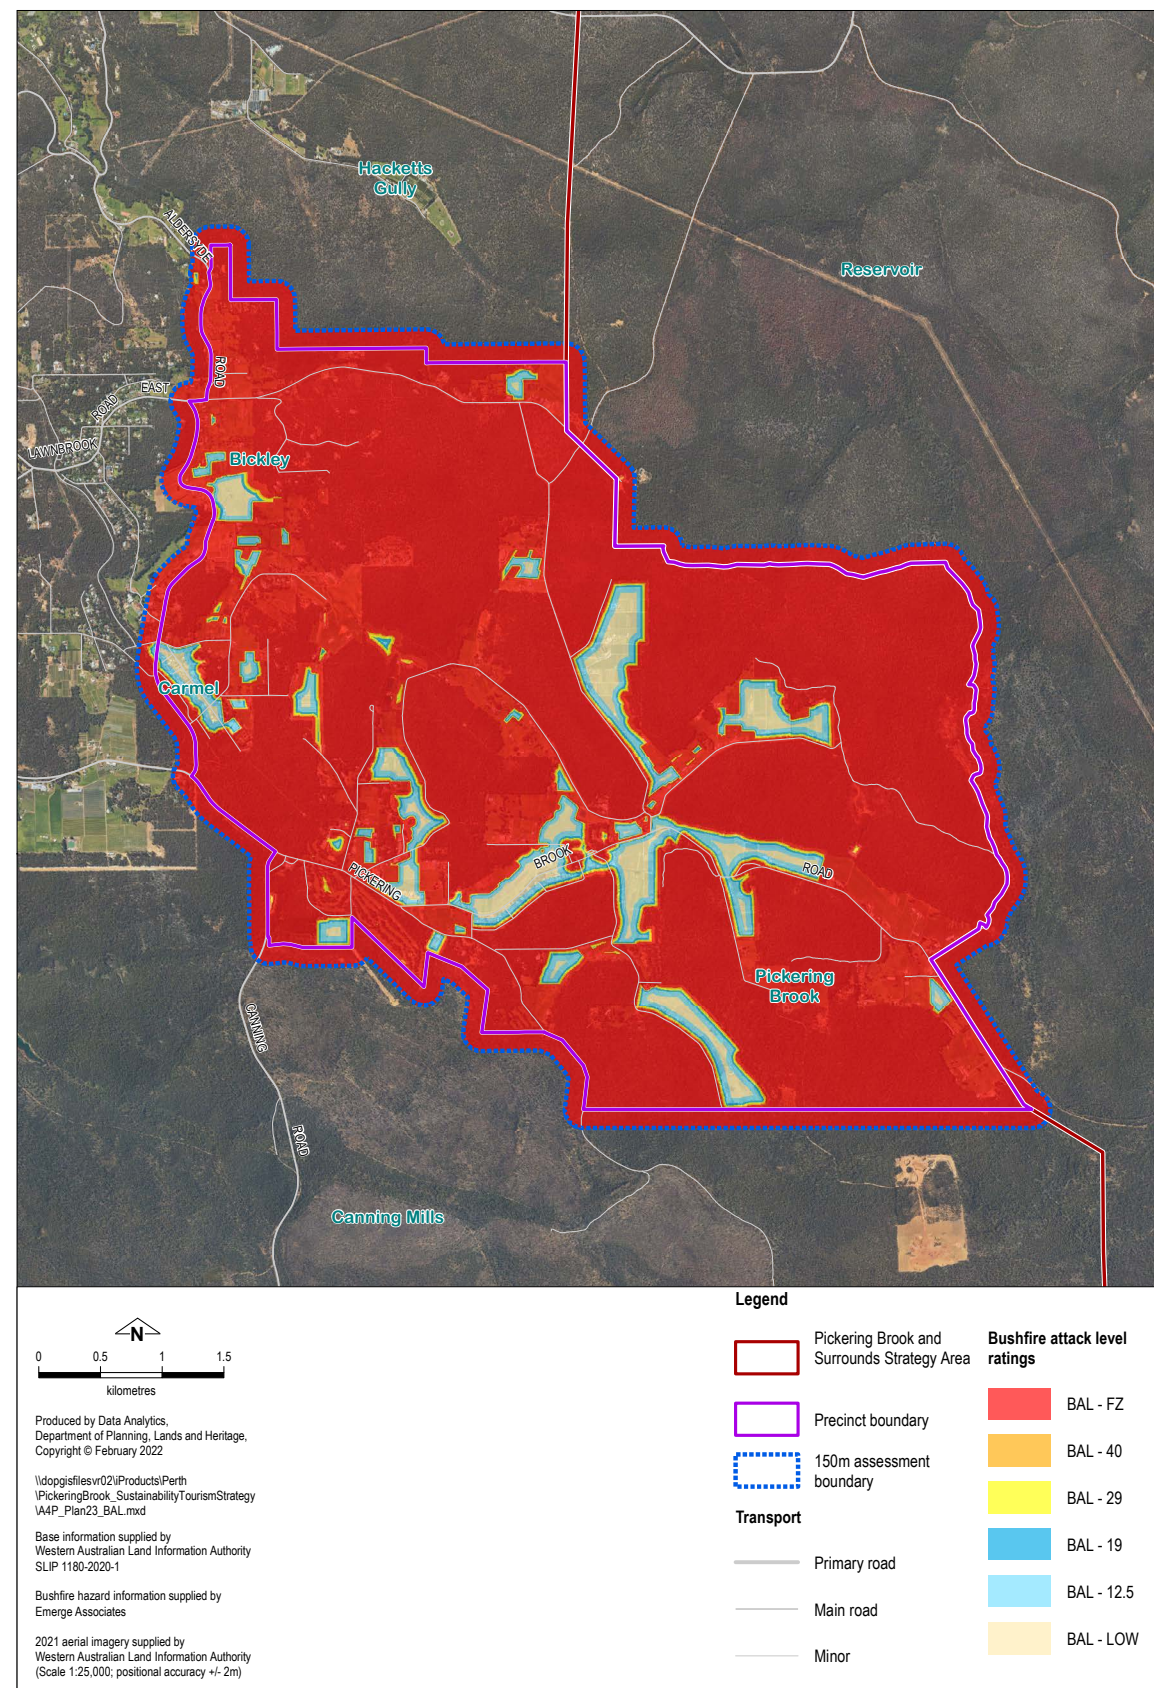 Hacketts
Gully
Reservoir
ALDERSYDE
ROAD
EAST
ROAD
LAWNBROOK
Bickley
Carmel
BROOK
PICKERING
ROAD
Pickering
Brook
CANNING
ROAD
Canning Mills
N
0 0.5 1 1.5
kilometres
Produced by Data Analytics,
Department of Planning, Lands and Heritage,
Copyright © February 2022
\\dopgisfilesvr02\iProducts\Perth
\PickeringBrook_SustainabilityTourismStrategy
\A4P_Plan23_BAL.mxd
Base information supplied by
Western Australian Land Information Authority
SLIP 1180-2020-1
Bushfire hazard information supplied by
Emerge Associates
2021 aerial imagery supplied by
Western Australian Land Information Authority
(Scale 1:25,000; positional accuracy +/- 2m)
Legend
Pickering Brook and
Surrounds Strategy Area
Precinct boundary
150m assessment
boundary
Transport
Primary road
Main road
Minor
Bushfire attack level
ratings
BAL - FZ
BAL - 40
BAL - 29
BAL - 19
BAL - 12.5
BAL - LOW